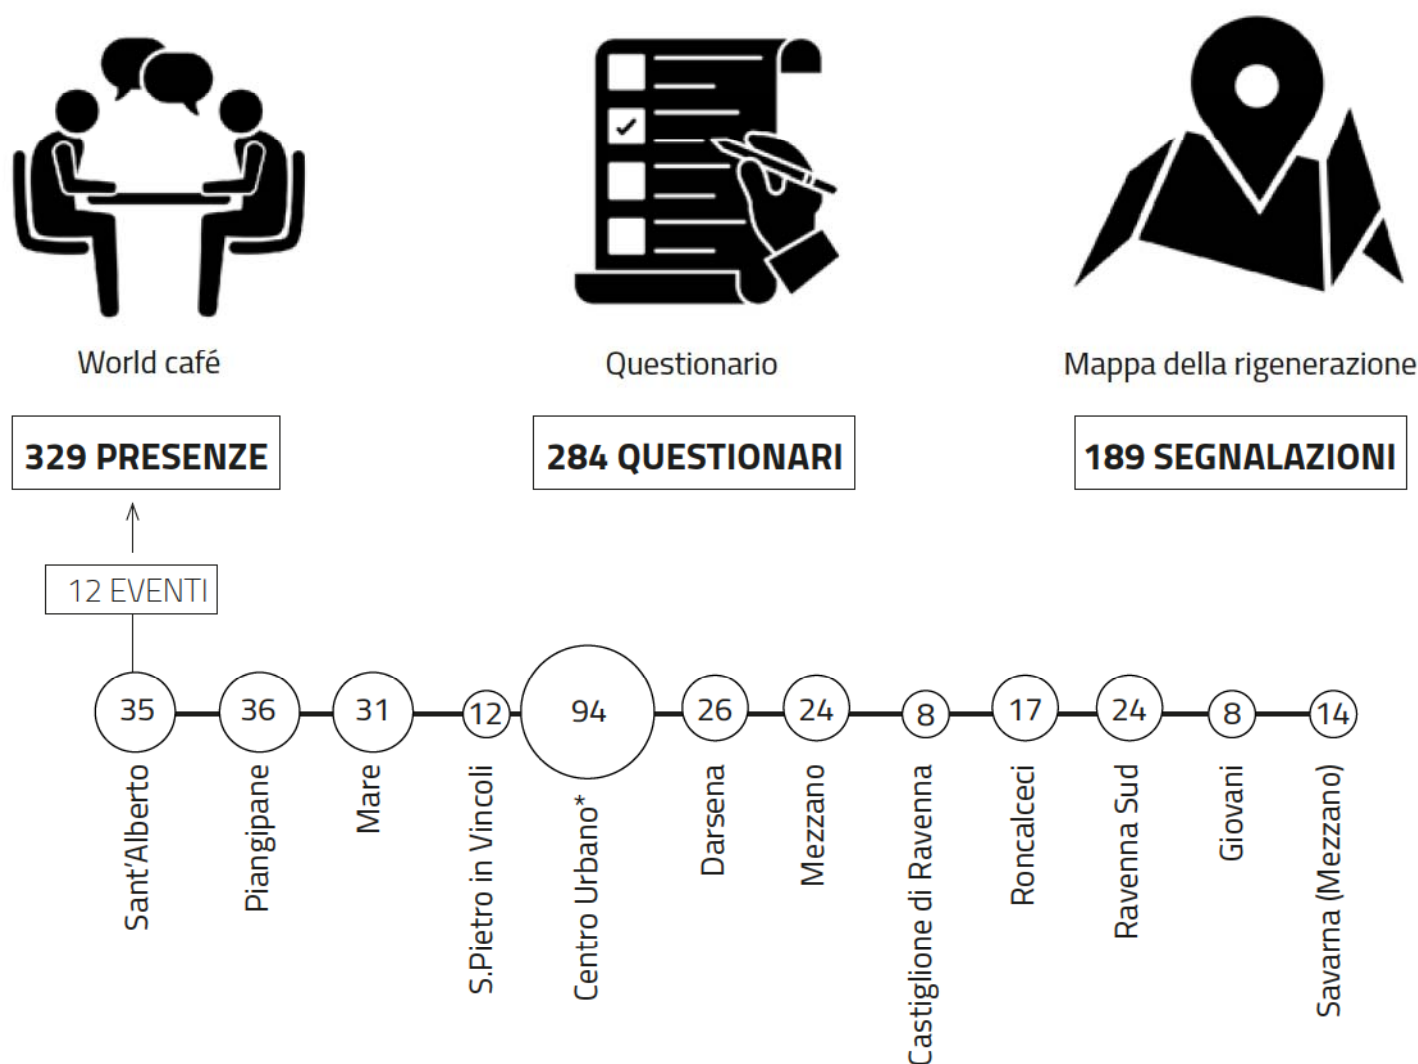 World café
Questionario
Mappa della rigenerazione
329 PRESENZE
284 QUESTIONARI
189 SEGNALAZIONI
12 EVENTI
35
36
31
12
94
26
24
8
17
24
8
14
Sant'Alberto
Piangipane
Mare
S.Pietro in Vincoli
Centro Urbano*
Darsena
Mezzano
Castiglione di Ravenna
Roncalceci
Ravenna Sud
Giovani
Savarna (Mezzano)